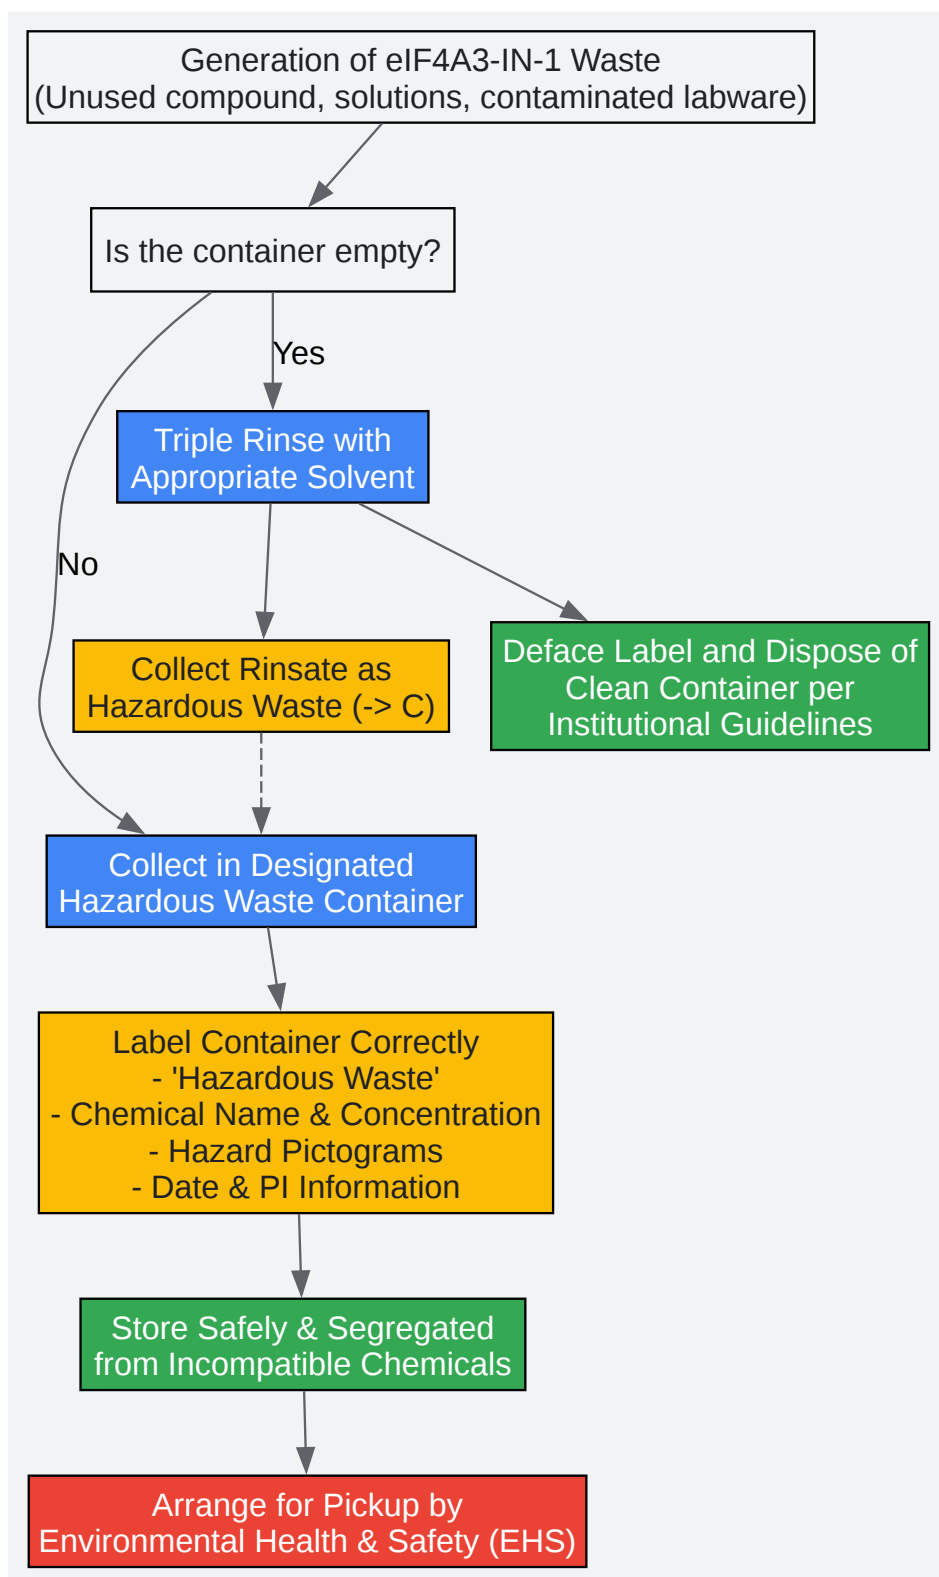 Generation of eIF4A3-IN-1 Waste
(Unused compound, solutions, contaminated labware)
Is the container empty?
Yes
Triple Rinse with
Appropriate Solvent
No
Collect Rinsate as
Hazardous Waste (-> C)
Deface Label and Dispose of
Clean Container per
Institutional Guidelines
Collect in Designated
Hazardous Waste Container
Label Container Correctly
- 'Hazardous Waste'
- Chemical Name & Concentration
- Hazard Pictograms
- Date & PI Information
Store Safely & Segregated
from Incompatible Chemicals
Arrange for Pickup by
Environmental Health & Safety (EHS)